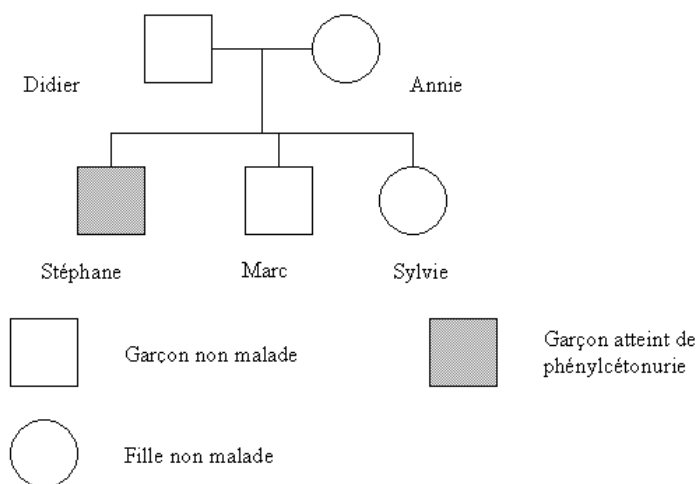 Didier
Annie
Stéphane
Marc
Sylvie
Garçon non malade
Garçon atteint de
phénylcétonurie
Fille non malade